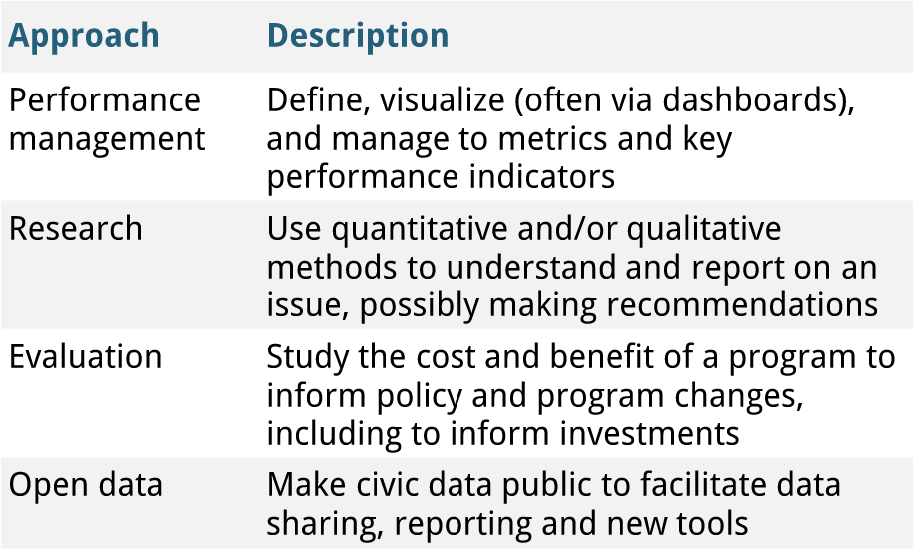 Approach Description
Performance management Define, visualize (often via dashboards),
and manage to metrics and key
performance indicators
Research Use quantitative and/or qualitative
methods to understand and report on an
issue, possibly making recommendations
Evaluation Study the cost and benefit of a program to
inform policy and program changes,
including to inform investments
Open data Make civic data public to facilitate data
sharing, reporting and new tools